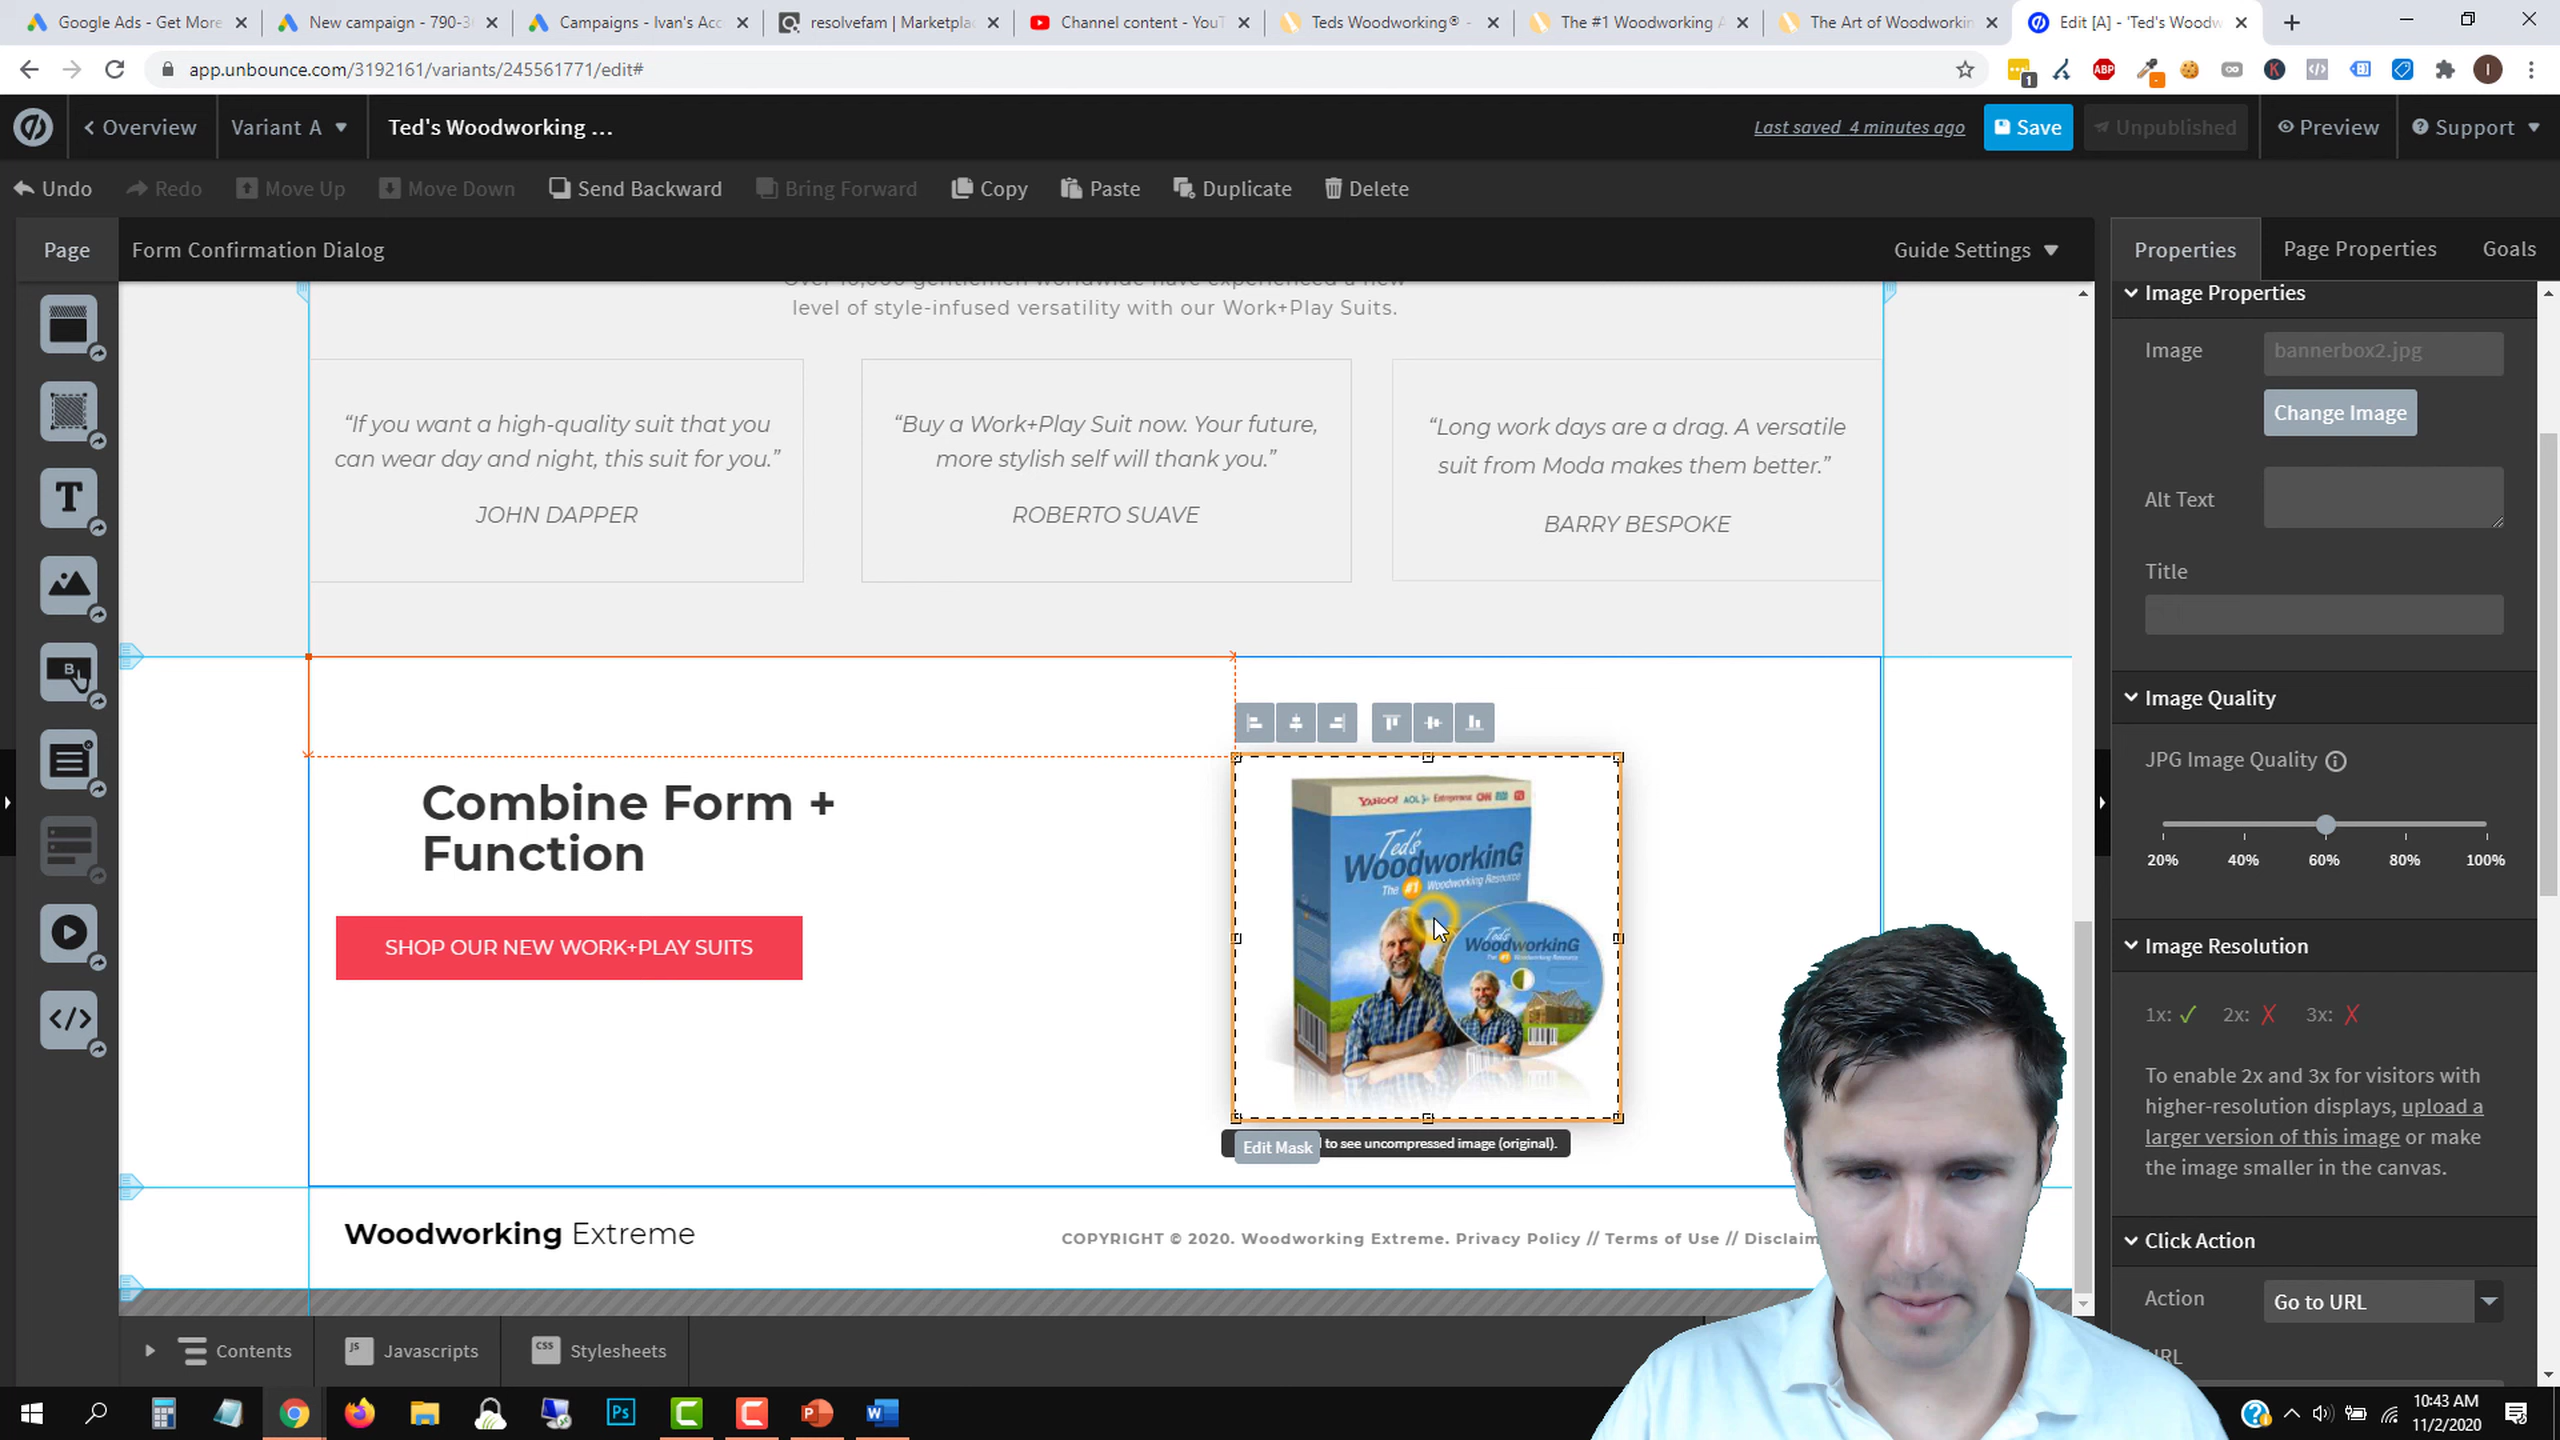 Google Ads - Get More
New campaign - 790-3
Campaigns - Ivan's Acc
resolvefam | Marketpla
Channel content - YouT
Teds Woodworking® -
The #1 Woodworking A
The Art of Woodworkin
Edit [A] - 'Ted's Woodw
app.unbounce.com/3192161/variants/245561771/edit#
Overview
Variant A
Ted's Woodworking ...
Last saved 4 minutes ago
Save
Unpublished
Preview
Support
Undo
Redo
Move Up
Move Down
Send Backward
Bring Forward
Copy
Paste
Duplicate
Delete
Page
Form Confirmation Dialog
Guide Settings
Properties
Page Properties
Goals
level of style-infused versatility with our Work+Play Suits.
“If you want a high-quality suit that you
can wear day and night, this suit for you.”
JOHN DAPPER
“Buy a Work+Play Suit now. Your future,
more stylish self will thank you.”
ROBERTO SUAVE
“Long work days are a drag. A versatile
suit from Moda makes them better.”
BARRY BESPOKE
Combine Form +
Function
SHOP OUR NEW WORK+PLAY SUITS
YAHOO! AOL Entrepreneur CNN
Ted's
WoodworkinG
The #1 Woodworking Resource
Ted's
WoodworkinG
Edit Mask
to see uncompressed image (original).
Woodworking Extreme
COPYRIGHT © 2020. Woodworking Extreme. Privacy Policy // Terms of Use // Disclaim
Image Properties
Image
bannerbox2.jpg
Change Image
Alt Text
Title
Image Quality
JPG Image Quality
20% 40% 60% 80% 100%
Image Resolution
1x: ✓ 2x: ✗ 3x: ✗
To enable 2x and 3x for visitors with
higher-resolution displays, upload a
larger version of this image or make
the image smaller in the canvas.
Click Action
Action
Go to URL
Contents
Javascripts
Stylesheets
10:43 AM
11/2/2020